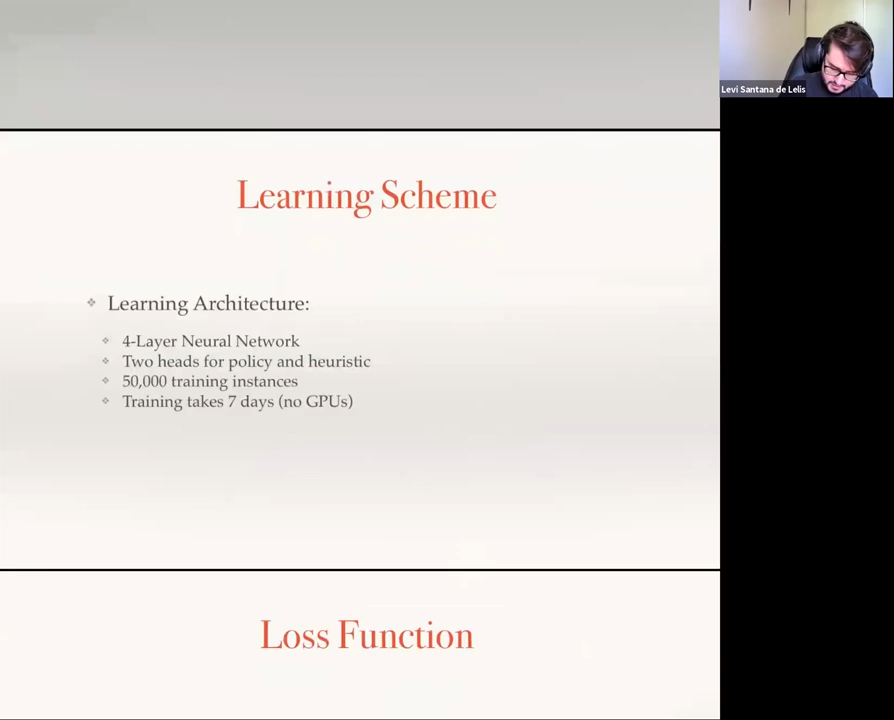 Levi Santana de Lelis
Learning Scheme
Learning Architecture:
4-Layer Neural Network
Two heads for policy and heuristic
50,000 training instances
Training takes 7 days (no GPUs)
Loss Function